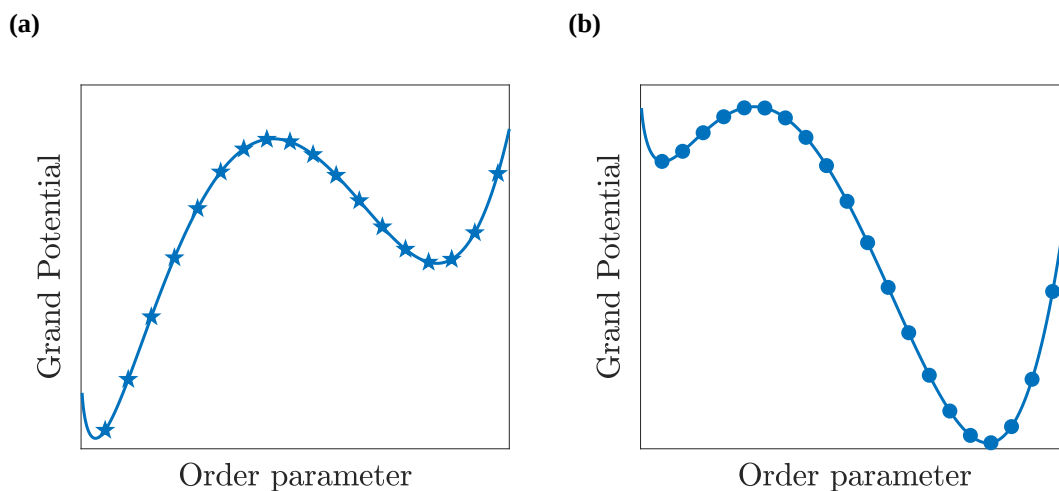 (a)
Grand Potential
Order parameter
(b)
Grand Potential
Order parameter